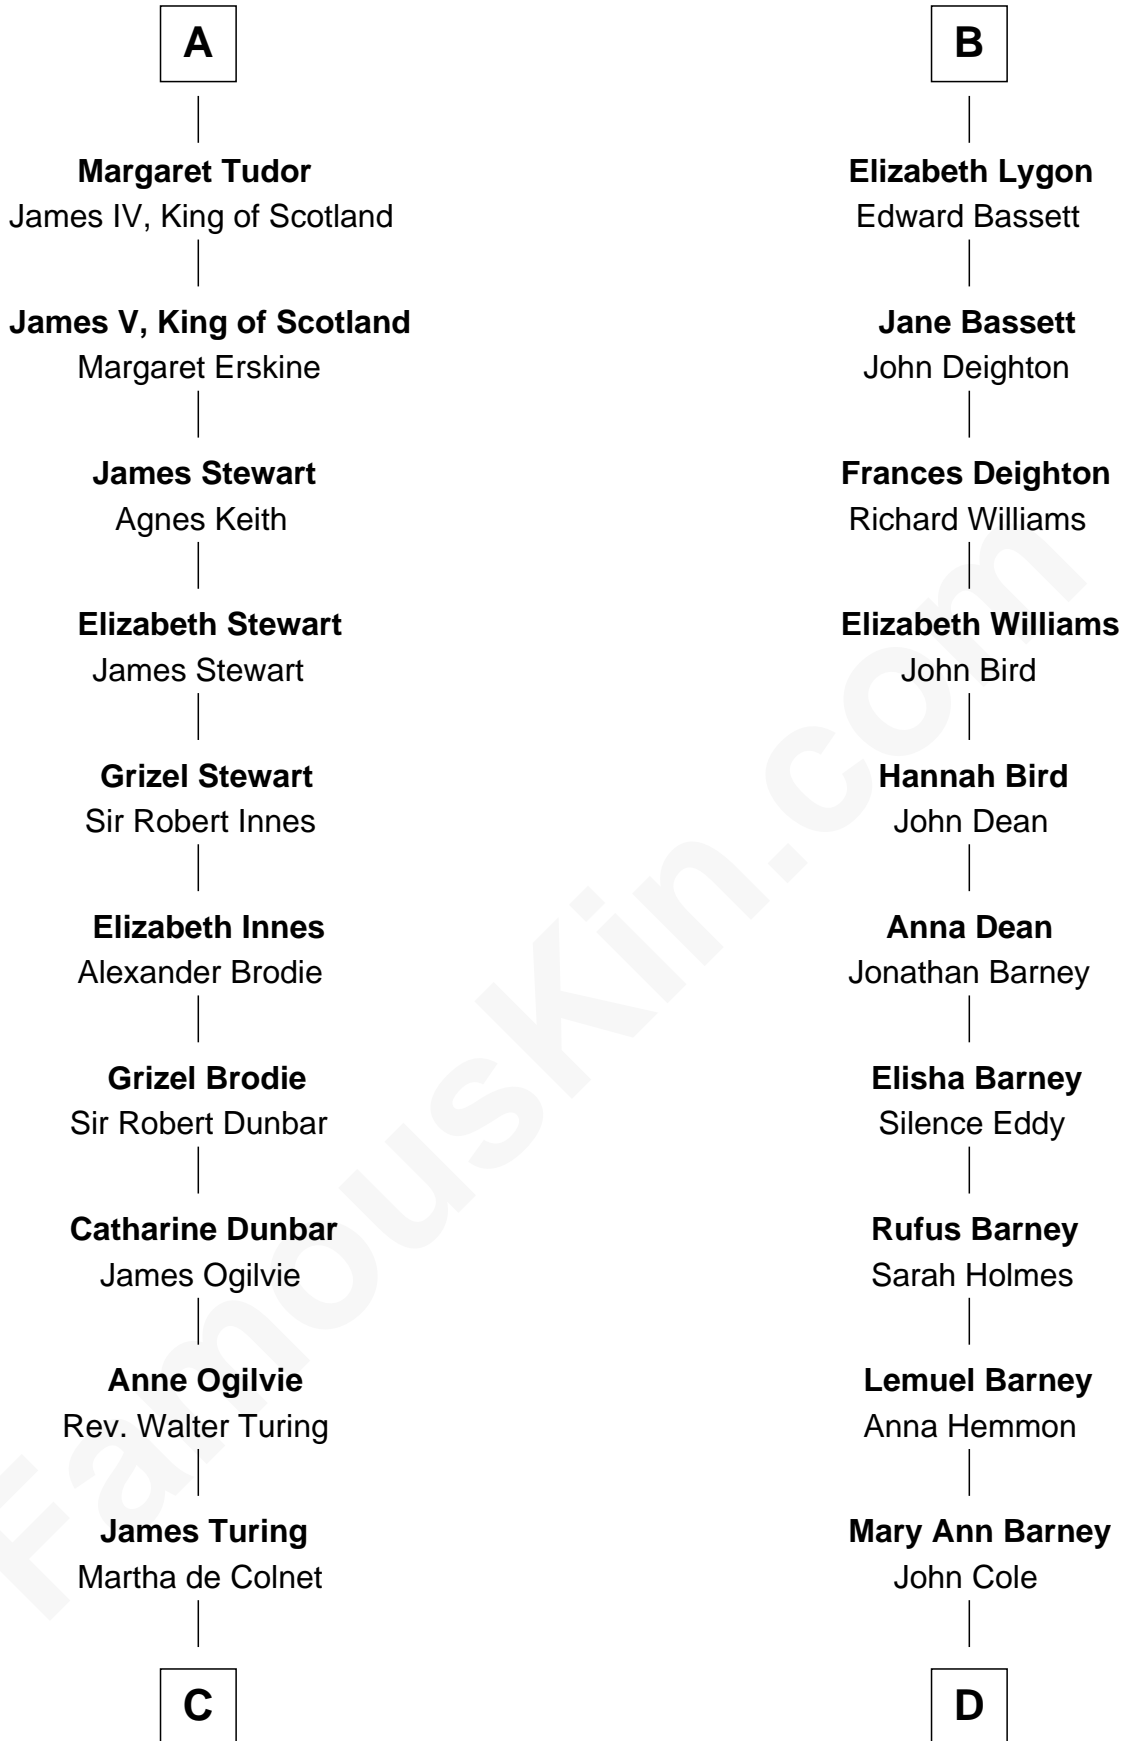 A
Margaret Tudor
James IV, King of Scotland
James V, King of Scotland
Margaret Erskine
James Stewart
Agnes Keith
Elizabeth Stewart
James Stewart
Grizel Stewart
Sir Robert Innes
Elizabeth Innes
Alexander Brodie
Grizel Brodie
Sir Robert Dunbar
Catharine Dunbar
James Ogilvie
Anne Ogilvie
Rev. Walter Turing
James Turing
Martha de Colnet
C
B
Elizabeth Lygon
Edward Bassett
Jane Bassett
John Deighton
Frances Deighton
Richard Williams
Elizabeth Williams
John Bird
Hannah Bird
John Dean
Anna Dean
Jonathan Barney
Elisha Barney
Silence Eddy
Rufus Barney
Sarah Holmes
Lemuel Barney
Anna Hemmon
Mary Ann Barney
John Cole
D
FamousKin.com